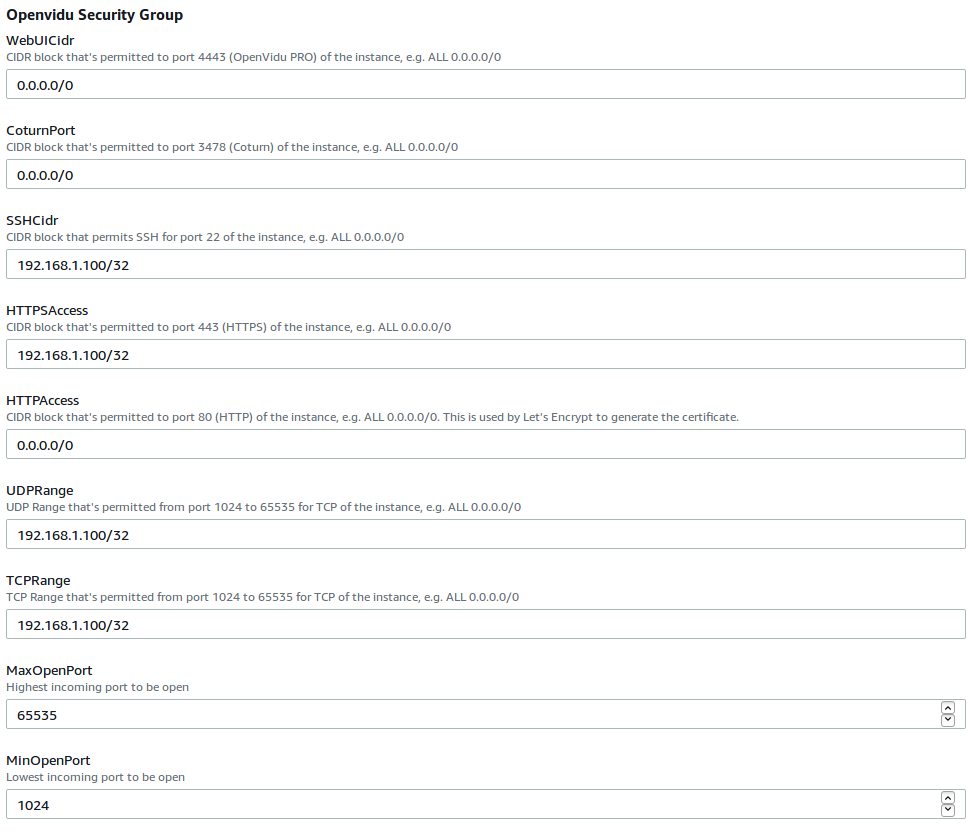 Openvidu Security Group
WebUICidr
CIDR block that's permitted to port 4443 (OpenVidu PRO) of the instance, e.g. ALL 0.0.0.0/0
0.0.0.0/0
CoturnPort
CIDR block that's permitted to port 3478 (Coturn) of the instance, e.g. ALL 0.0.0.0/0
0.0.0.0/0
SSHCidr
CIDR block that permits SSH for port 22 of the instance, e.g. ALL 0.0.0.0/0
192.168.1.100/32
HTTPSAccess
CIDR block that's permitted to port 443 (HTTPS) of the instance, e.g. ALL 0.0.0.0/0
192.168.1.100/32
HTTPAccess
CIDR block that's permitted to port 80 (HTTP) of the instance, e.g. ALL 0.0.0.0/0. This is used by Let's Encrypt to generate the certificate.
0.0.0.0/0
UDPRange
UDP Range that's permitted from port 1024 to 65535 for TCP of the instance, e.g. ALL 0.0.0.0/0
192.168.1.100/32
TCPRange
TCP Range that's permitted from port 1024 to 65535 for TCP of the instance, e.g. ALL 0.0.0.0/0
192.168.1.100/32
MaxOpenPort
Highest incoming port to be open
65535
MinOpenPort
Lowest incoming port to be open
1024